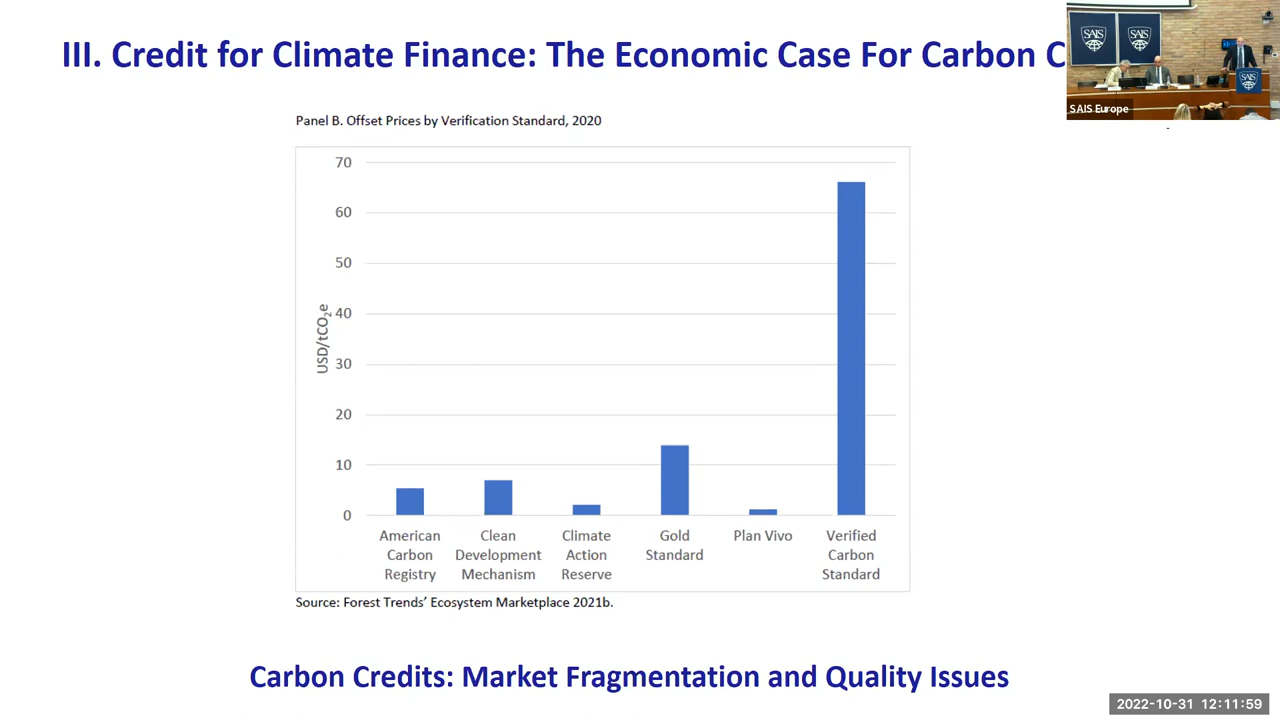 III. Credit for Climate Finance: The Economic Case For Carbon C
SAIS
SAIS
SAIS
SAIS Europe
Panel B. Offset Prices by Verification Standard, 2020
70
60
50
40
30
20
10
0
USD/tCO₂e
American
Carbon
Registry
Clean
Development
Mechanism
Climate
Action
Reserve
Gold
Standard
Plan Vivo
Verified
Carbon
Standard
Source: Forest Trends’ Ecosystem Marketplace 2021b.
Carbon Credits: Market Fragmentation and Quality Issues
2022-10-31 12:11:59